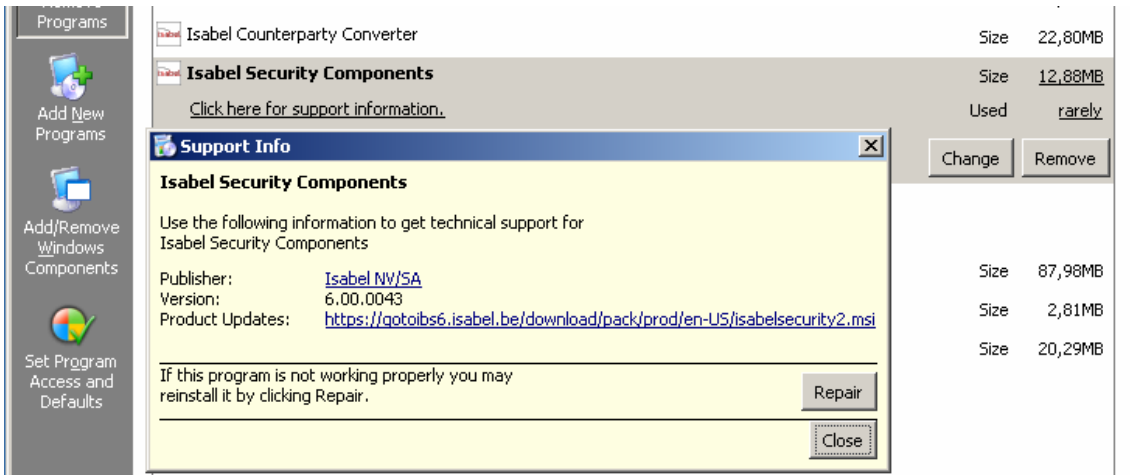 Programs
Isabel Counterparty Converter Size 22,80MB
Isabel Security Components Size 12,88MB
Click here for support information. Used rarely
Change Remove
Add New
Programs
Add/Remove
Windows
Components
Set Program
Access and
Defaults
Support Info
Isabel Security Components
Use the following information to get technical support for
Isabel Security Components
Publisher: Isabel NV/SA
Version: 6.00.0043
Product Updates: https://gotoibs6.isabel.be/download/pack/prod/en-US/isabelsecurity2.msi
If this program is not working properly you may
reinstall it by clicking Repair.
Repair
Close
Size 87,98MB
Size 2,81MB
Size 20,29MB